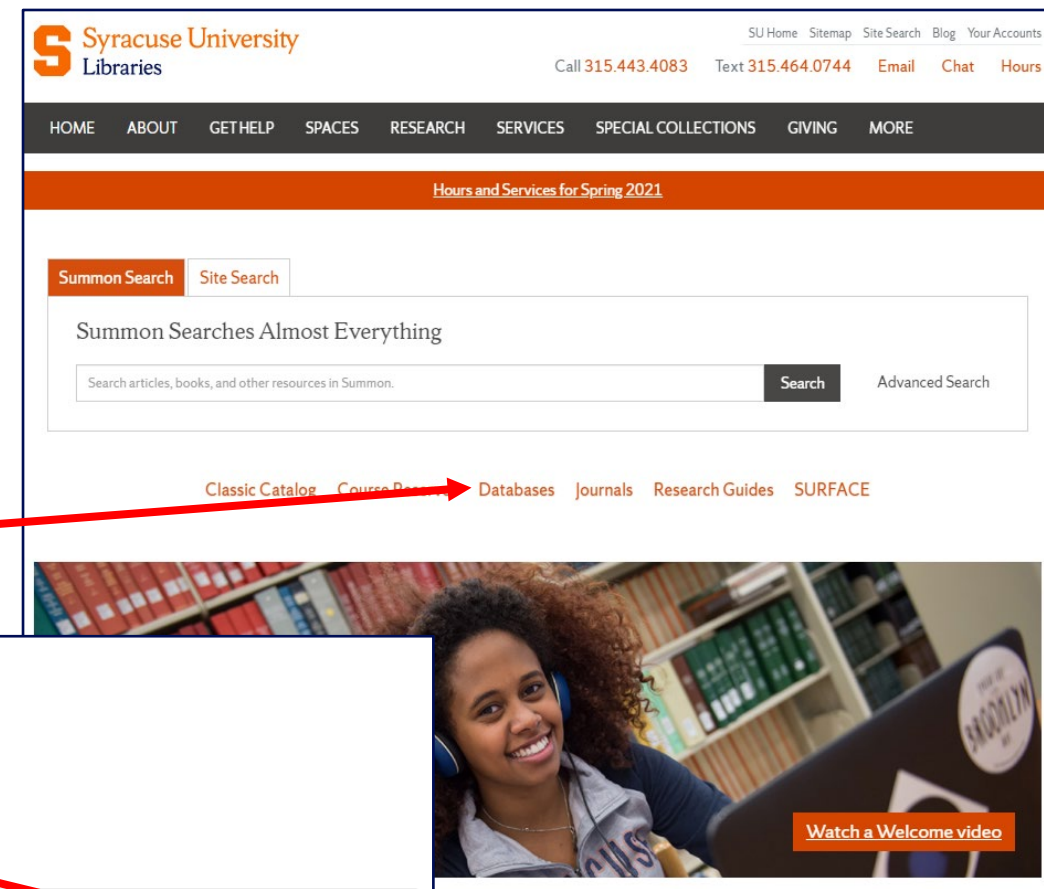 Syracuse University
Libraries
SU Home Sitemap Site Search Blog Your Accounts
Call 315.443.4083 Text 315.464.0744 Email Chat Hours
HOME ABOUT GET HELP SPACES RESEARCH SERVICES SPECIAL COLLECTIONS GIVING MORE
Hours and Services for Spring 2021
Summon Search Site Search
Summon Searches Almost Everything
Search articles, books, and other resources in Summon.
Search Advanced Search
Classic Catalog Course Databases Journals Research Guides SURFACE
BROOKLYN
Watch a Welcome video